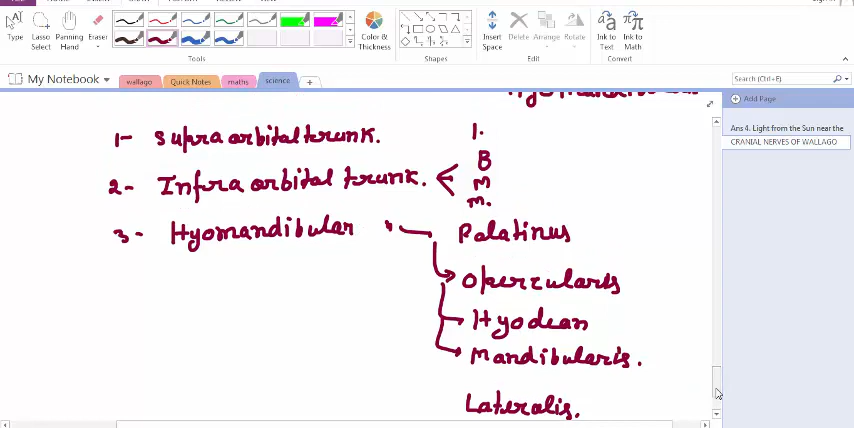 Type
Lasso Select
Panning Hand
Eraser
Color & Thickness
Insert Space
Delete
Arrange
Rotate
Ink to Text
Ink to Math
Tools
Shapes
Edit
Convert
My Notebook
wallago
Quick Notes
maths
science
Search (Ctrl+E)
Add Page
Ans 4. Light from the Sun near the
CRANIAL NERVES OF WALLAGO
1- Supra orbital trunk. 1.
B
2- Infra orbital trunk. M
M.
3- Hyomandibular " Palatinus
Opercularis
Hyodean
Mandibularis.
Lateralis.